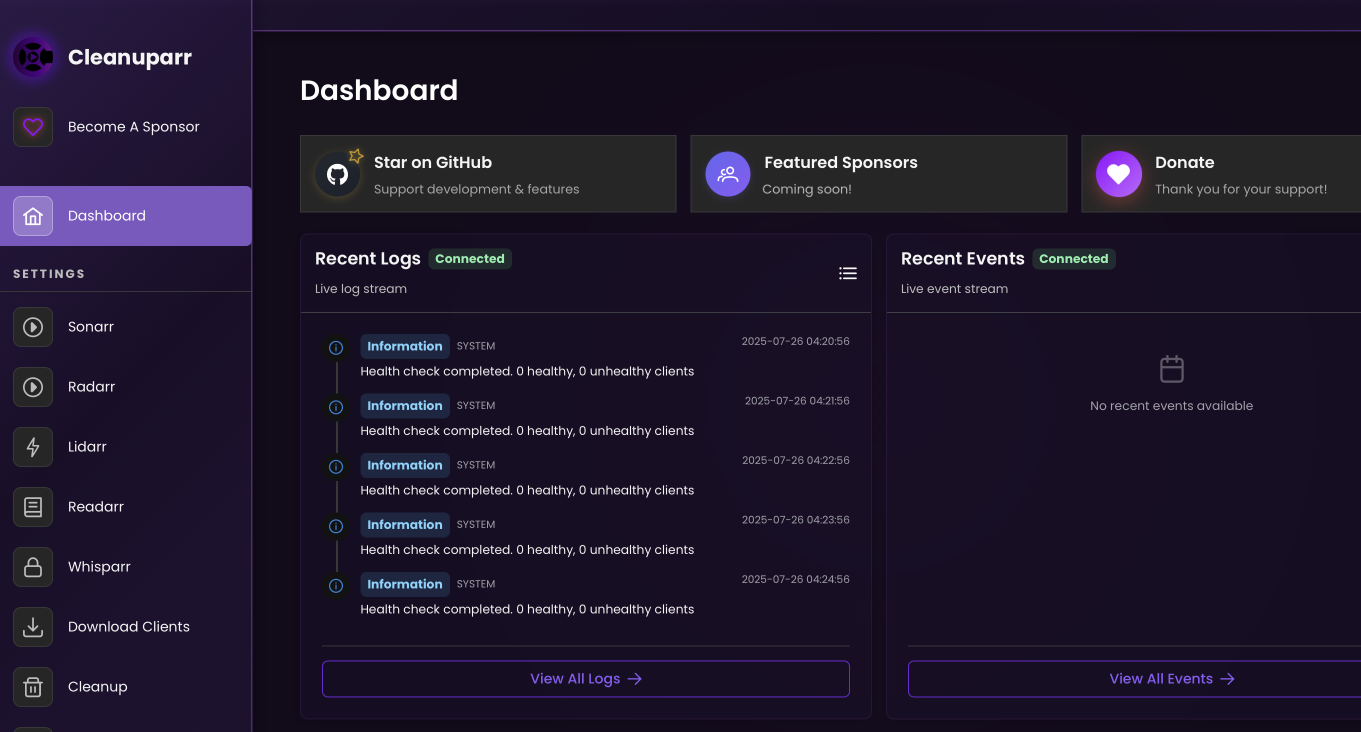 Cleanuparr
Become A Sponsor
Dashboard
SETTINGS
Sonarr
Radarr
Lidarr
Readarr
Whisparr
Download Clients
Cleanup
Dashboard
Star on GitHub
Support development & features
Featured Sponsors
Coming soon!
Donate
Thank you for your support!
Recent Logs Connected
Live log stream
Information SYSTEM 2025-07-26 04:20:56
Health check completed. 0 healthy, 0 unhealthy clients
Information SYSTEM 2025-07-26 04:21:56
Health check completed. 0 healthy, 0 unhealthy clients
Information SYSTEM 2025-07-26 04:22:56
Health check completed. 0 healthy, 0 unhealthy clients
Information SYSTEM 2025-07-26 04:23:56
Health check completed. 0 healthy, 0 unhealthy clients
Information SYSTEM 2025-07-26 04:24:56
Health check completed. 0 healthy, 0 unhealthy clients
View All Logs →
Recent Events Connected
Live event stream
No recent events available
View All Events →